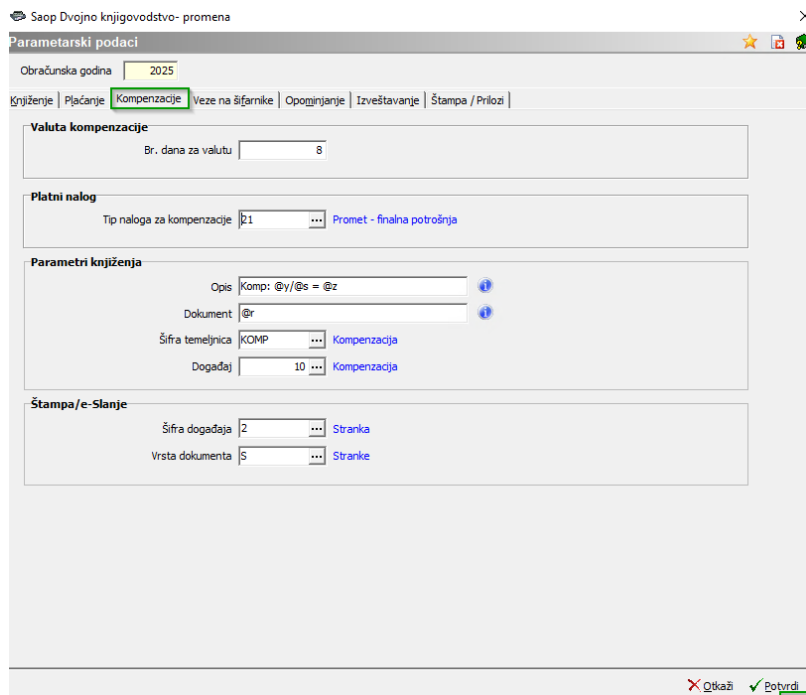 Saop Dvojno knjigovodstvo- promena
Parametarski podaci
Obračunska godina 2025
Knjiženje Plaćanje Kompenzacije Veze na šifarnike Opominjanje Izveštavanje Štampa / Prilozi
Valuta kompenzacije
Br. dana za valutu 8
Platni nalog
Tip naloga za kompenzacije 21 ... Promet - finalna potrošnja
Parametri knjiženja
Opis Komp: @y/@s = @z
Dokument @r
Šifra temeljnica KOMP ... Kompenzacija
Događaj 10 ... Kompenzacija
Štampa/e-Slanje
Šifra događaja 2 ... Stranka
Vrsta dokumenta S ... Stranke
Otkaži Potvrdi